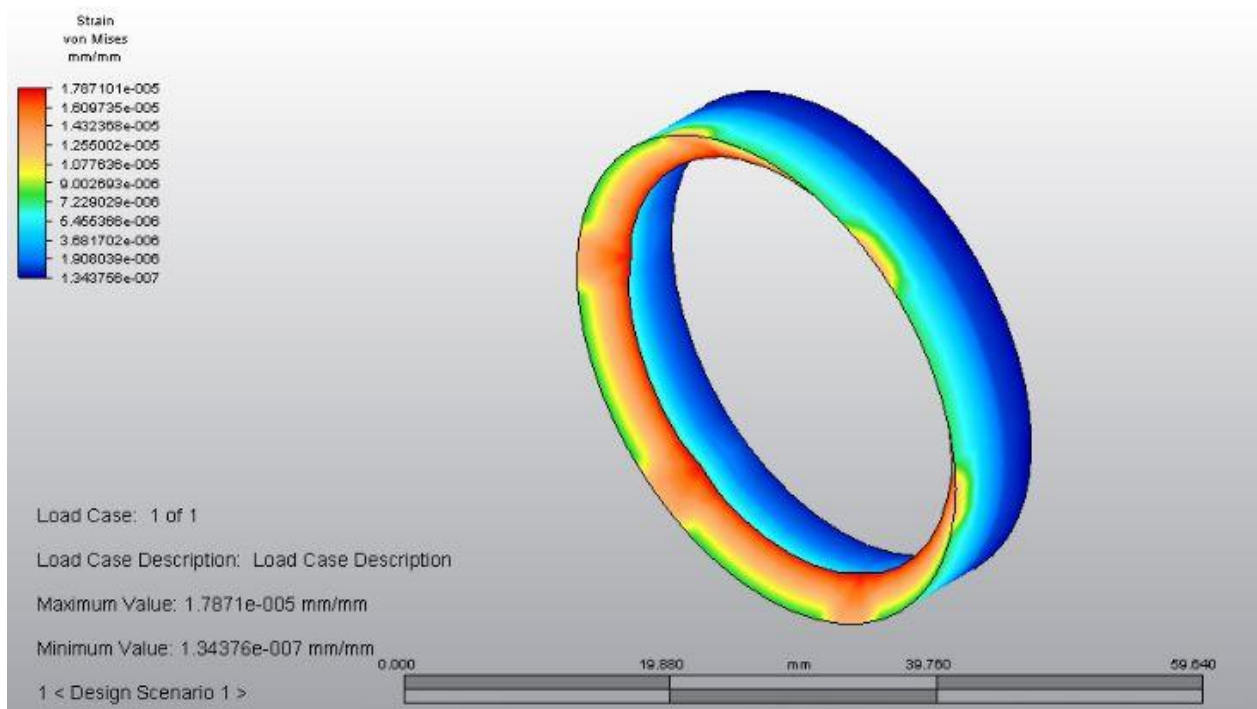 Strain
von Mises
mm/mm
1.787101e-005
1.609735e-005
1.432368e-005
1.255002e-005
1.077636e-005
9.002693e-006
7.229029e-006
5.455366e-006
3.681702e-006
1.908039e-006
1.343756e-007
Load Case: 1 of 1
Load Case Description: Load Case Description
Maximum Value: 1.7871e-005 mm/mm
Minimum Value: 1.34376e-007 mm/mm
0.000 19.880 mm 39.760 59.640
1 < Design Scenario 1 >